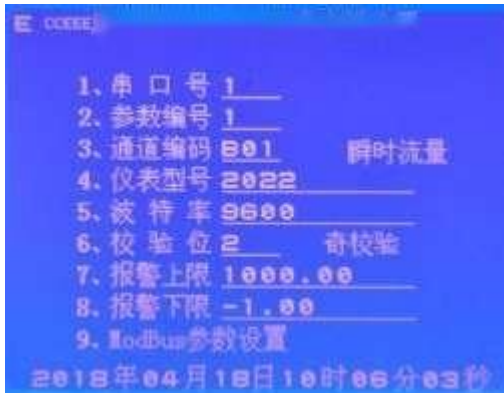 1、串 口 号 1
2、参数编号 1
3、通道编码 B01 瞬时流量
4、仪表型号 2022
5、波 特 率 9600
6、校 验 位 2 奇校验
7、报警上限 1000.00
8、报警下限 -1.00
9、ModBus参数设置
2018年04月18日10时06分03秒